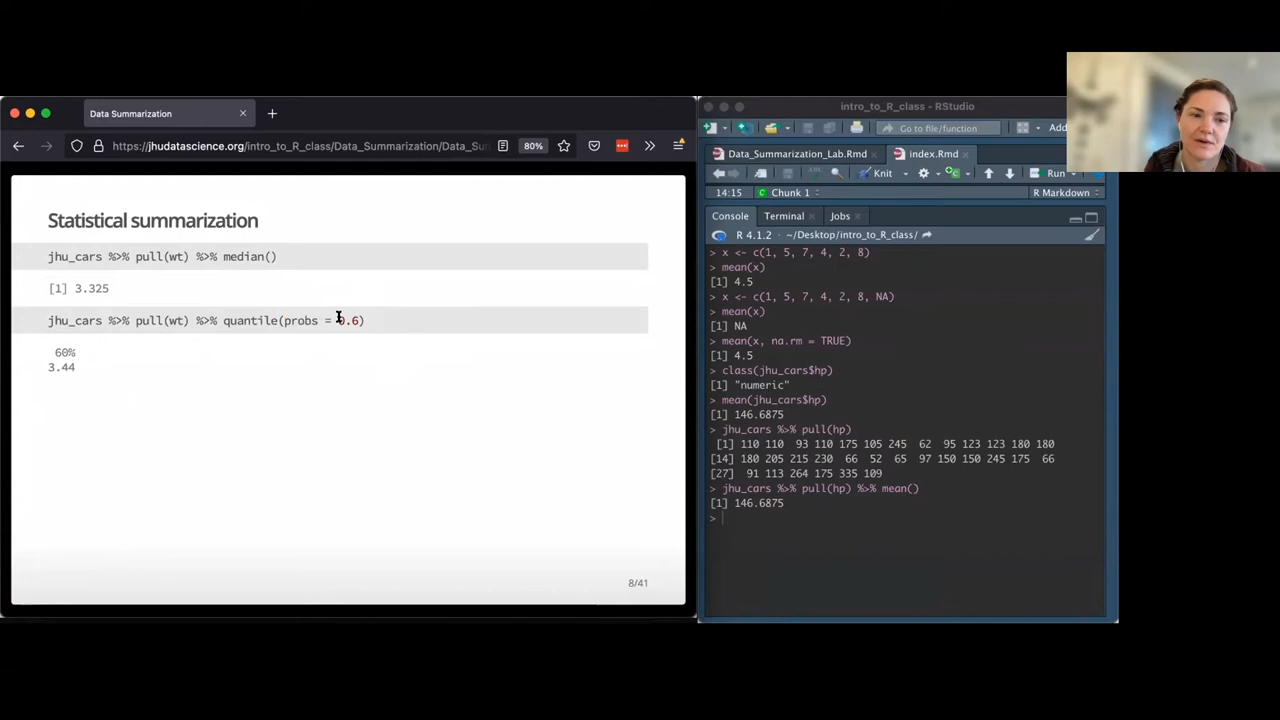 Data Summarization
https://jhudatascience.org/intro_to_R_class/Data_Summarization/Data_Su
80%
Statistical summarization
jhu_cars %>% pull(wt) %>% median()
[1] 3.325
jhu_cars %>% pull(wt) %>% quantile(probs = 0.6)
60%
3.44
8/41
intro_to_R_class - RStudio
Go to file/function
Add
Data_Summarization_Lab.Rmd
index.Rmd
Knit
Run
14:15
Chunk 1
R Markdown
Console
Terminal
Jobs
R 4.1.2 · ~/Desktop/intro_to_R_class/
> x <- c(1, 5, 7, 4, 2, 8)
> mean(x)
[1] 4.5
> x <- c(1, 5, 7, 4, 2, 8, NA)
> mean(x)
[1] NA
> mean(x, na.rm = TRUE)
[1] 4.5
> class(jhu_cars$hp)
[1] "numeric"
> mean(jhu_cars$hp)
[1] 146.6875
> jhu_cars %>% pull(hp)
[1] 110 110 93 110 175 105 245 62 95 123 123 180 180
[14] 180 205 215 230 66 52 65 97 150 150 245 175 66
[27] 91 113 264 175 335 109
> jhu_cars %>% pull(hp) %>% mean()
[1] 146.6875
>